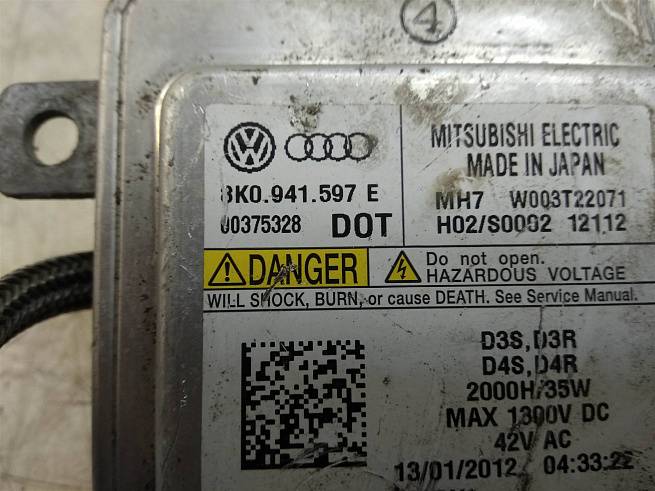 4
MITSUBISHI ELECTRIC
MADE IN JAPAN
8K0.941.597 E
00375328 DOT
MH7 W003T22071
H02/S0002 12112
DANGER
Do not open.
HAZARDOUS VOLTAGE
WILL SHOCK, BURN, or cause DEATH. See Service Manual.
D3S,D3R
D4S,D4R
2000H/35W
MAX 1300V DC
42V AC
13/01/2012 04:33:22